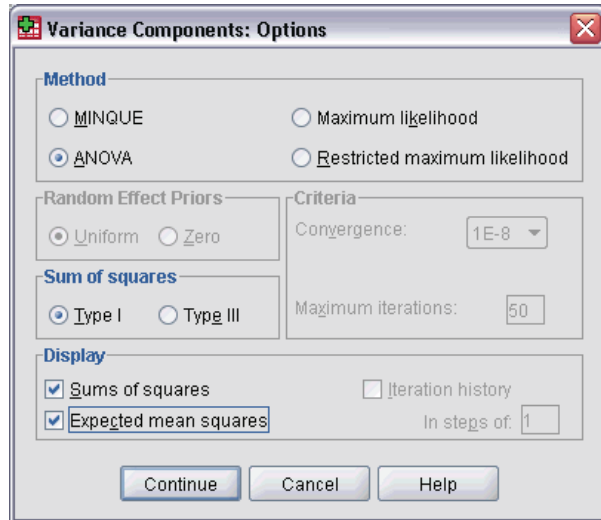 Variance Components: Options
Method
MINQUE
Maximum likelihood
ANOVA
Restricted maximum likelihood
Random Effect Priors
Uniform
Zero
Criteria
Convergence:
1E-8
Maximum iterations:
50
Sum of squares
Type I
Type III
Display
Sums of squares
Iteration history
Expected mean squares
In steps of:
1
Continue
Cancel
Help